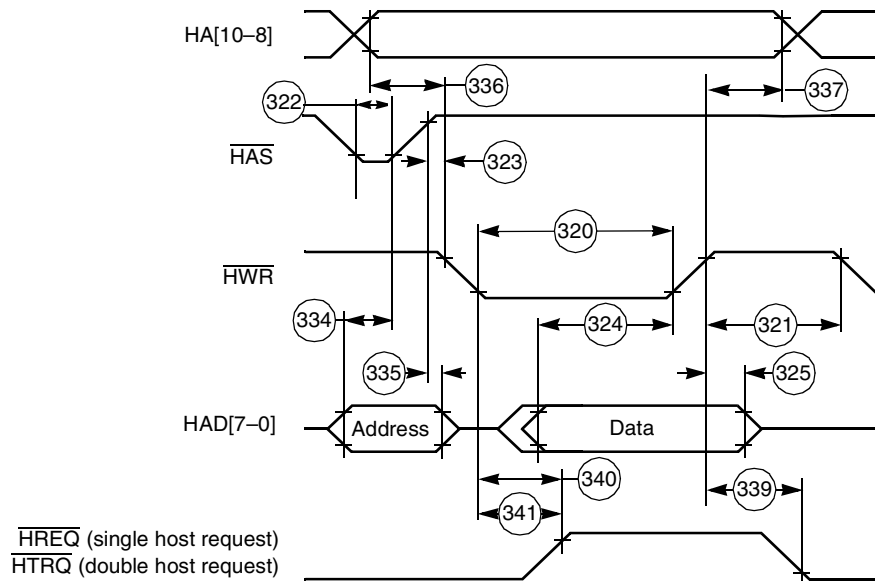 HA[10–8]
336
337
322
HAS
323
320
HWR
334
324
321
335
325
HAD[7–0]
Address
Data
340
341
339
HREQ (single host request)
HTRQ (double host request)